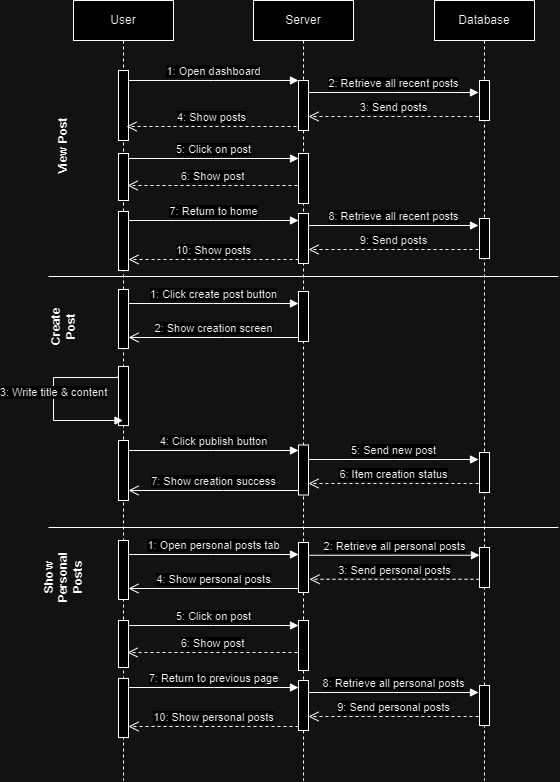 User
Server
Database
View Post
1: Open dashboard
2: Retrieve all recent posts
3: Send posts
4: Show posts
5: Click on post
6: Show post
7: Return to home
8: Retrieve all recent posts
9: Send posts
10: Show posts
Create
Post
1: Click create post button
2: Show creation screen
3: Write title & content
4: Click publish button
5: Send new post
6: Item creation status
7: Show creation success
Show
Personal
Posts
1: Open personal posts tab
2: Retrieve all personal posts
3: Send personal posts
4: Show personal posts
5: Click on post
6: Show post
7: Return to previous page
8: Retrieve all personal posts
9: Send personal posts
10: Show personal posts